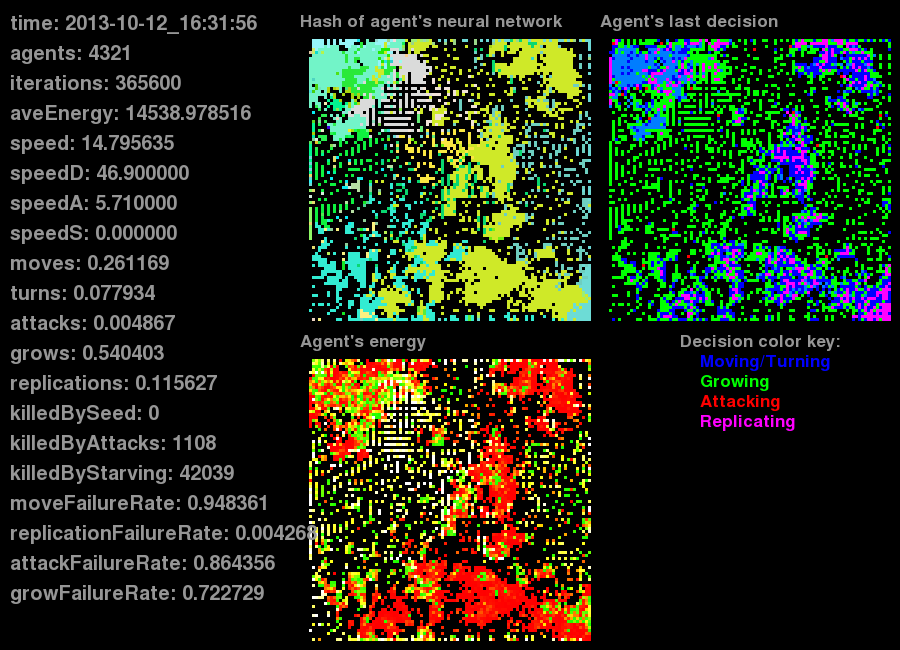 time: 2013-10-12_16:31:56
agents: 4321
iterations: 365600
aveEnergy: 14538.978516
speed: 14.795635
speedD: 46.900000
speedA: 5.710000
speedS: 0.000000
moves: 0.261169
turns: 0.077934
attacks: 0.004867
grows: 0.540403
replications: 0.115627
killedBySeed: 0
killedByAttacks: 1108
killedByStarving: 42039
moveFailureRate: 0.948361
replicationFailureRate: 0.004268
attackFailureRate: 0.864356
growFailureRate: 0.722729
Hash of agent's neural network
Agent's last decision
Agent's energy
Decision color key:
Moving/Turning
Growing
Attacking
Replicating